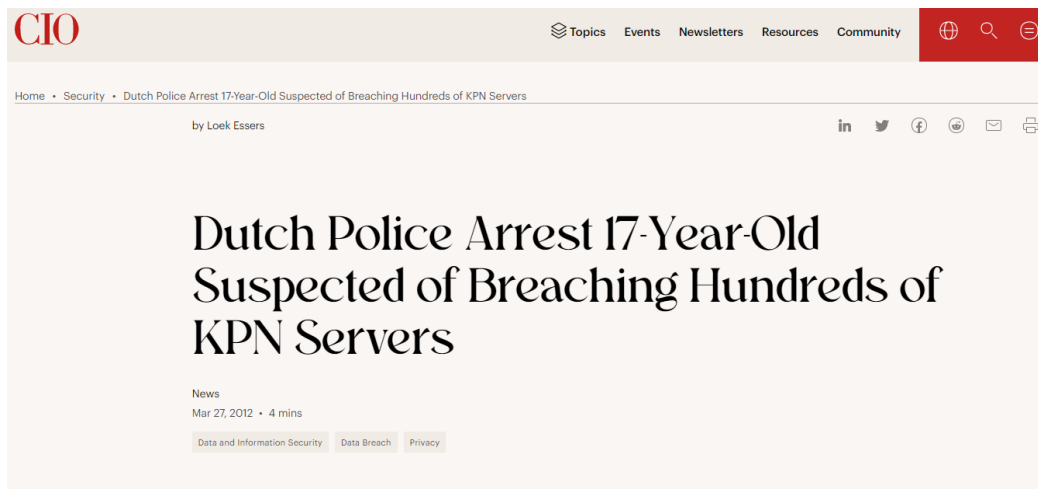 CIO
Topics Events Newsletters Resources Community
Home • Security • Dutch Police Arrest 17-Year-Old Suspected of Breaching Hundreds of KPN Servers
by Loek Essers
Dutch Police Arrest 17-Year-Old
Suspected of Breaching Hundreds of
KPN Servers
News
Mar 27, 2012 • 4 mins
Data and Information Security Data Breach Privacy